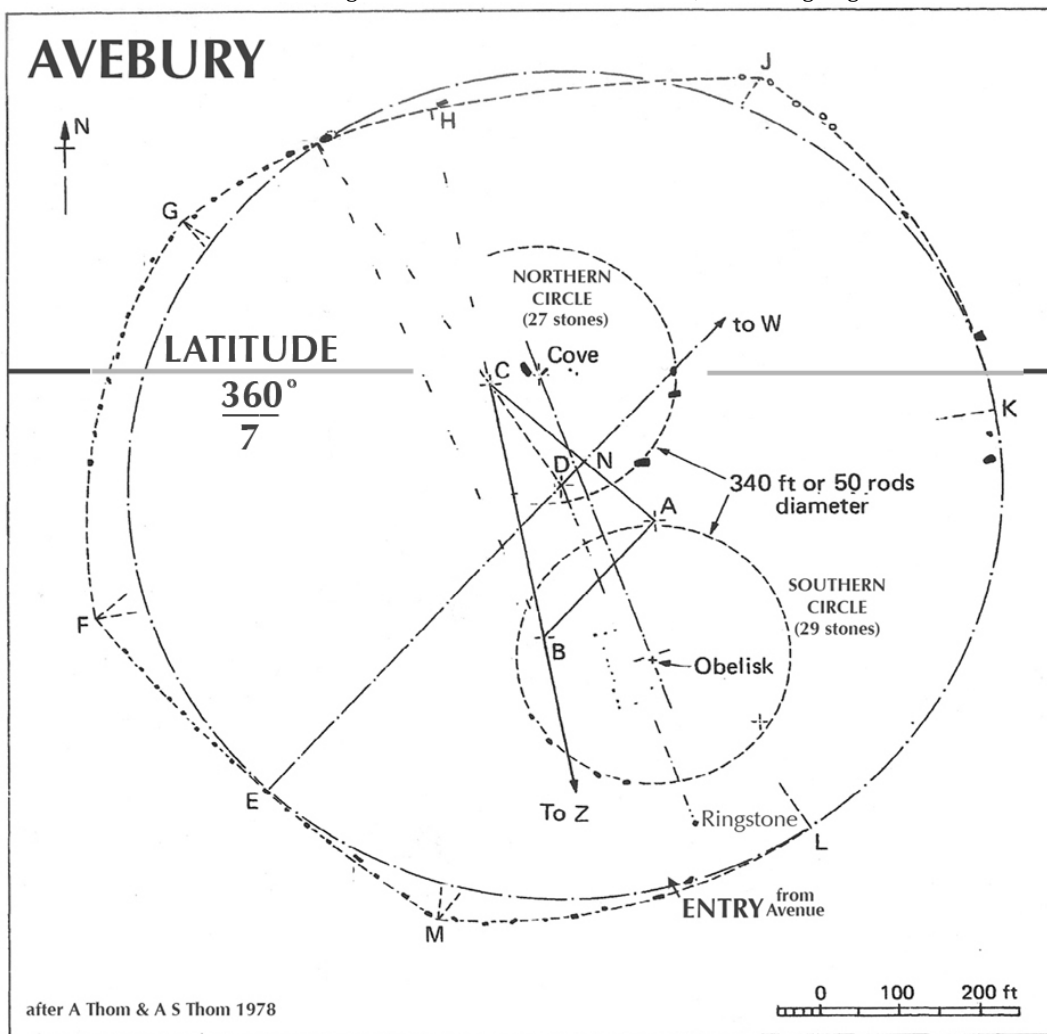 AVEBURY
N
J
H
G
NORTHERN
CIRCLE
(27 stones)
to W
LATITUDE
360°
7
C
Cove
K
D
N
340 ft or 50 rods
diameter
A
SOUTHERN
CIRCLE
(29 stones)
F
B
Obelisk
E
To Z
Ringstone
L
ENTRY from
Avenue
M
after A Thom & A S Thom 1978
0 100 200 ft